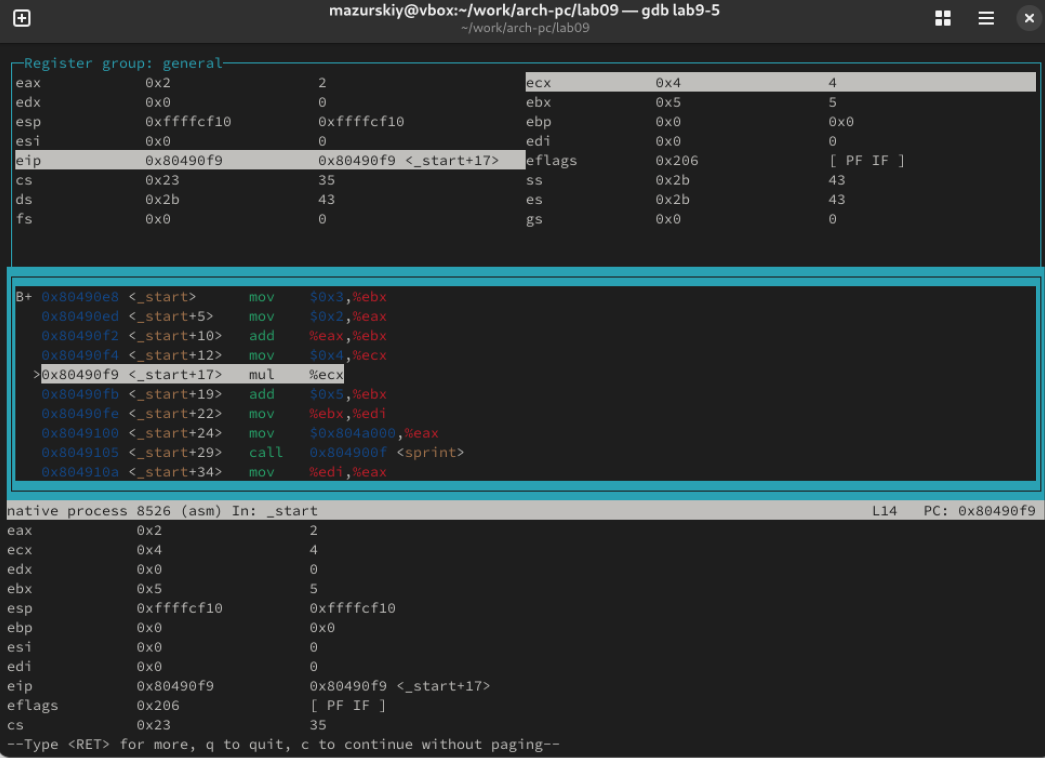 mazurskiy@vbox:~/work/arch-pc/lab09 — gdb lab9-5
~/work/arch-pc/lab09
Register group: general
eax 0x2 2 ecx 0x4 4
edx 0x0 0 ebx 0x5 5
esp 0xffffcf10 0xffffcf10 ebp 0x0 0x0
esi 0x0 0 edi 0x0 0
eip 0x80490f9 0x80490f9 <_start+17> eflags 0x206 [ PF IF ]
cs 0x23 35 ss 0x2b 43
ds 0x2b 43 es 0x2b 43
fs 0x0 0 gs 0x0 0
B+ 0x80490e8 <_start> mov $0x3,%ebx
0x80490ed <_start+5> mov $0x2,%eax
0x80490f2 <_start+10> add %eax,%ebx
0x80490f4 <_start+12> mov $0x4,%ecx
>0x80490f9 <_start+17> mul %ecx
0x80490fb <_start+19> add $0x5,%ebx
0x80490fe <_start+22> mov %ebx,%edi
0x8049100 <_start+24> mov $0x804a000,%eax
0x8049105 <_start+29> call 0x804900f <sprint>
0x804910a <_start+34> mov %edi,%eax
native process 8526 (asm) In: _start L14 PC: 0x80490f9
eax 0x2 2
ecx 0x4 4
edx 0x0 0
ebx 0x5 5
esp 0xffffcf10 0xffffcf10
ebp 0x0 0x0
esi 0x0 0
edi 0x0 0
eip 0x80490f9 0x80490f9 <_start+17>
eflags 0x206 [ PF IF ]
cs 0x23 35
--Type <RET> for more, q to quit, c to continue without paging--